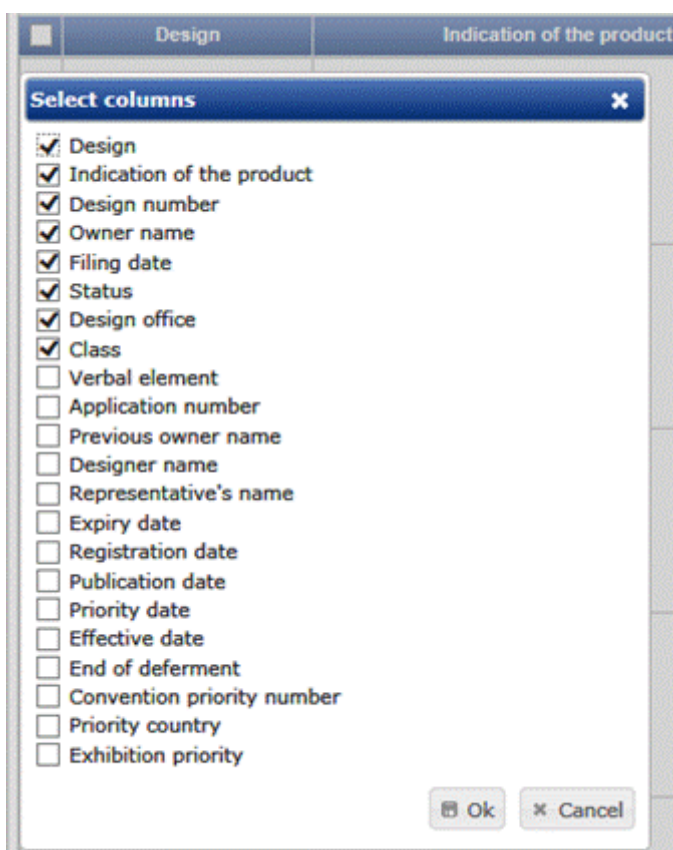 Design Indication of the product
Select columns
Design
Indication of the product
Design number
Owner name
Filing date
Status
Design office
Class
Verbal element
Application number
Previous owner name
Designer name
Representative's name
Expiry date
Registration date
Publication date
Priority date
Effective date
End of deferment
Convention priority number
Priority country
Exhibition priority
Ok Cancel